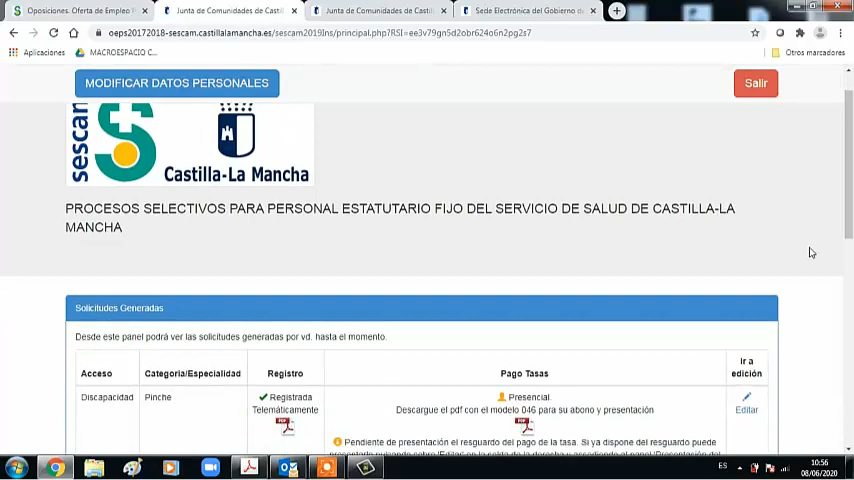 Oposiciones. Oferta de Empleo P
Junta de Comunidades de Castil
Junta de Comunidades de Castill
Sede Electrónica del Gobierno de
oeps20172018-sescam.castillalamancha.es/sescam2019Ins/principal.php?RSI=ee3v79gn5d2obr624o6n2pg2s7
Aplicaciones
MACROESPACIO C...
Otros marcadores
MODIFICAR DATOS PERSONALES
Salir
sescam
Castilla-La Mancha
PROCESOS SELECTIVOS PARA PERSONAL ESTATUTARIO FIJO DEL SERVICIO DE SALUD DE CASTILLA-LA
MANCHA
Solicitudes Generadas
Desde este panel podrá ver las solicitudes generadas por vd. hasta el momento.
Acceso
Categoría/Especialidad
Registro
Pago Tasas
Ir a
edición
Discapacidad
Pinche
Registrada
Telemáticamente
PDF
Presencial.
Descargue el pdf con el modelo 046 para su abono y presentación
PDF
Pendiente de presentación el resguardo del pago de la tasa. Si ya dispone del resguardo puede
Editar
ES
10:56
08/06/2020